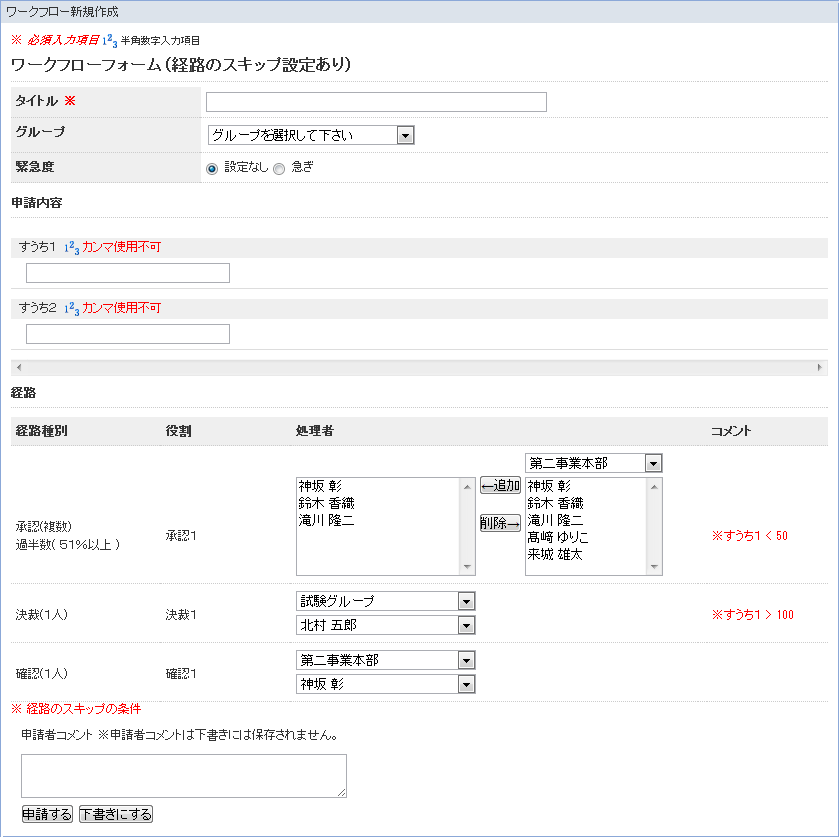 ワークフロー新規作成
※ 必須入力項目 123 半角数字入力項目
ワークフローフォーム(経路のスキップ設定あり)
タイトル ※
グループ グループを選択して下さい
緊急度 設定なし 急ぎ
申請内容
すうち1 123 カンマ使用不可
すうち2 123 カンマ使用不可
経路
経路種別 役割 処理者 コメント
第二事業本部
神坂 彰 ←追加 神坂 彰
鈴木 香織 鈴木 香織
滝川 隆二 削除→ 滝川 隆二
髙﨑 ゆりこ
来城 雄太
承認(複数)
過半数( 51%以上 ) 承認1 ※すうち1 < 50
試験グループ
決裁(1人) 決裁1 ※すうち1 > 100
北村 五郎
第二事業本部
確認(1人) 確認1
神坂 彰
※ 経路のスキップの条件
申請者コメント ※申請者コメントは下書きには保存されません。
申請する 下書きにする